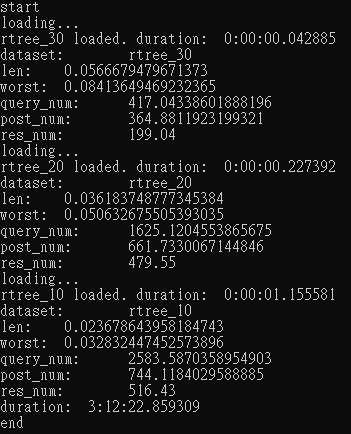 start
loading...
rtree_30 loaded. duration:  0:00:00.042885
dataset:        rtree_30
len:    0.0566679479671373
worst:  0.08413649469232365
query_num:      417.04338601888196
post_num:       364.8811923199321
res_num:        199.04
loading...
rtree_20 loaded. duration:  0:00:00.227392
dataset:        rtree_20
len:    0.036183748777345384
worst:  0.050632675505393035
query_num:      1625.1204553865675
post_num:       661.7330067144846
res_num:        479.55
loading...
rtree_10 loaded. duration:  0:00:01.155581
dataset:        rtree_10
len:    0.023678643958184743
worst:  0.032832447452573896
query_num:      2583.5870358954903
post_num:       744.1184029588885
res_num:        516.43
duration:  3:12:22.859309
end